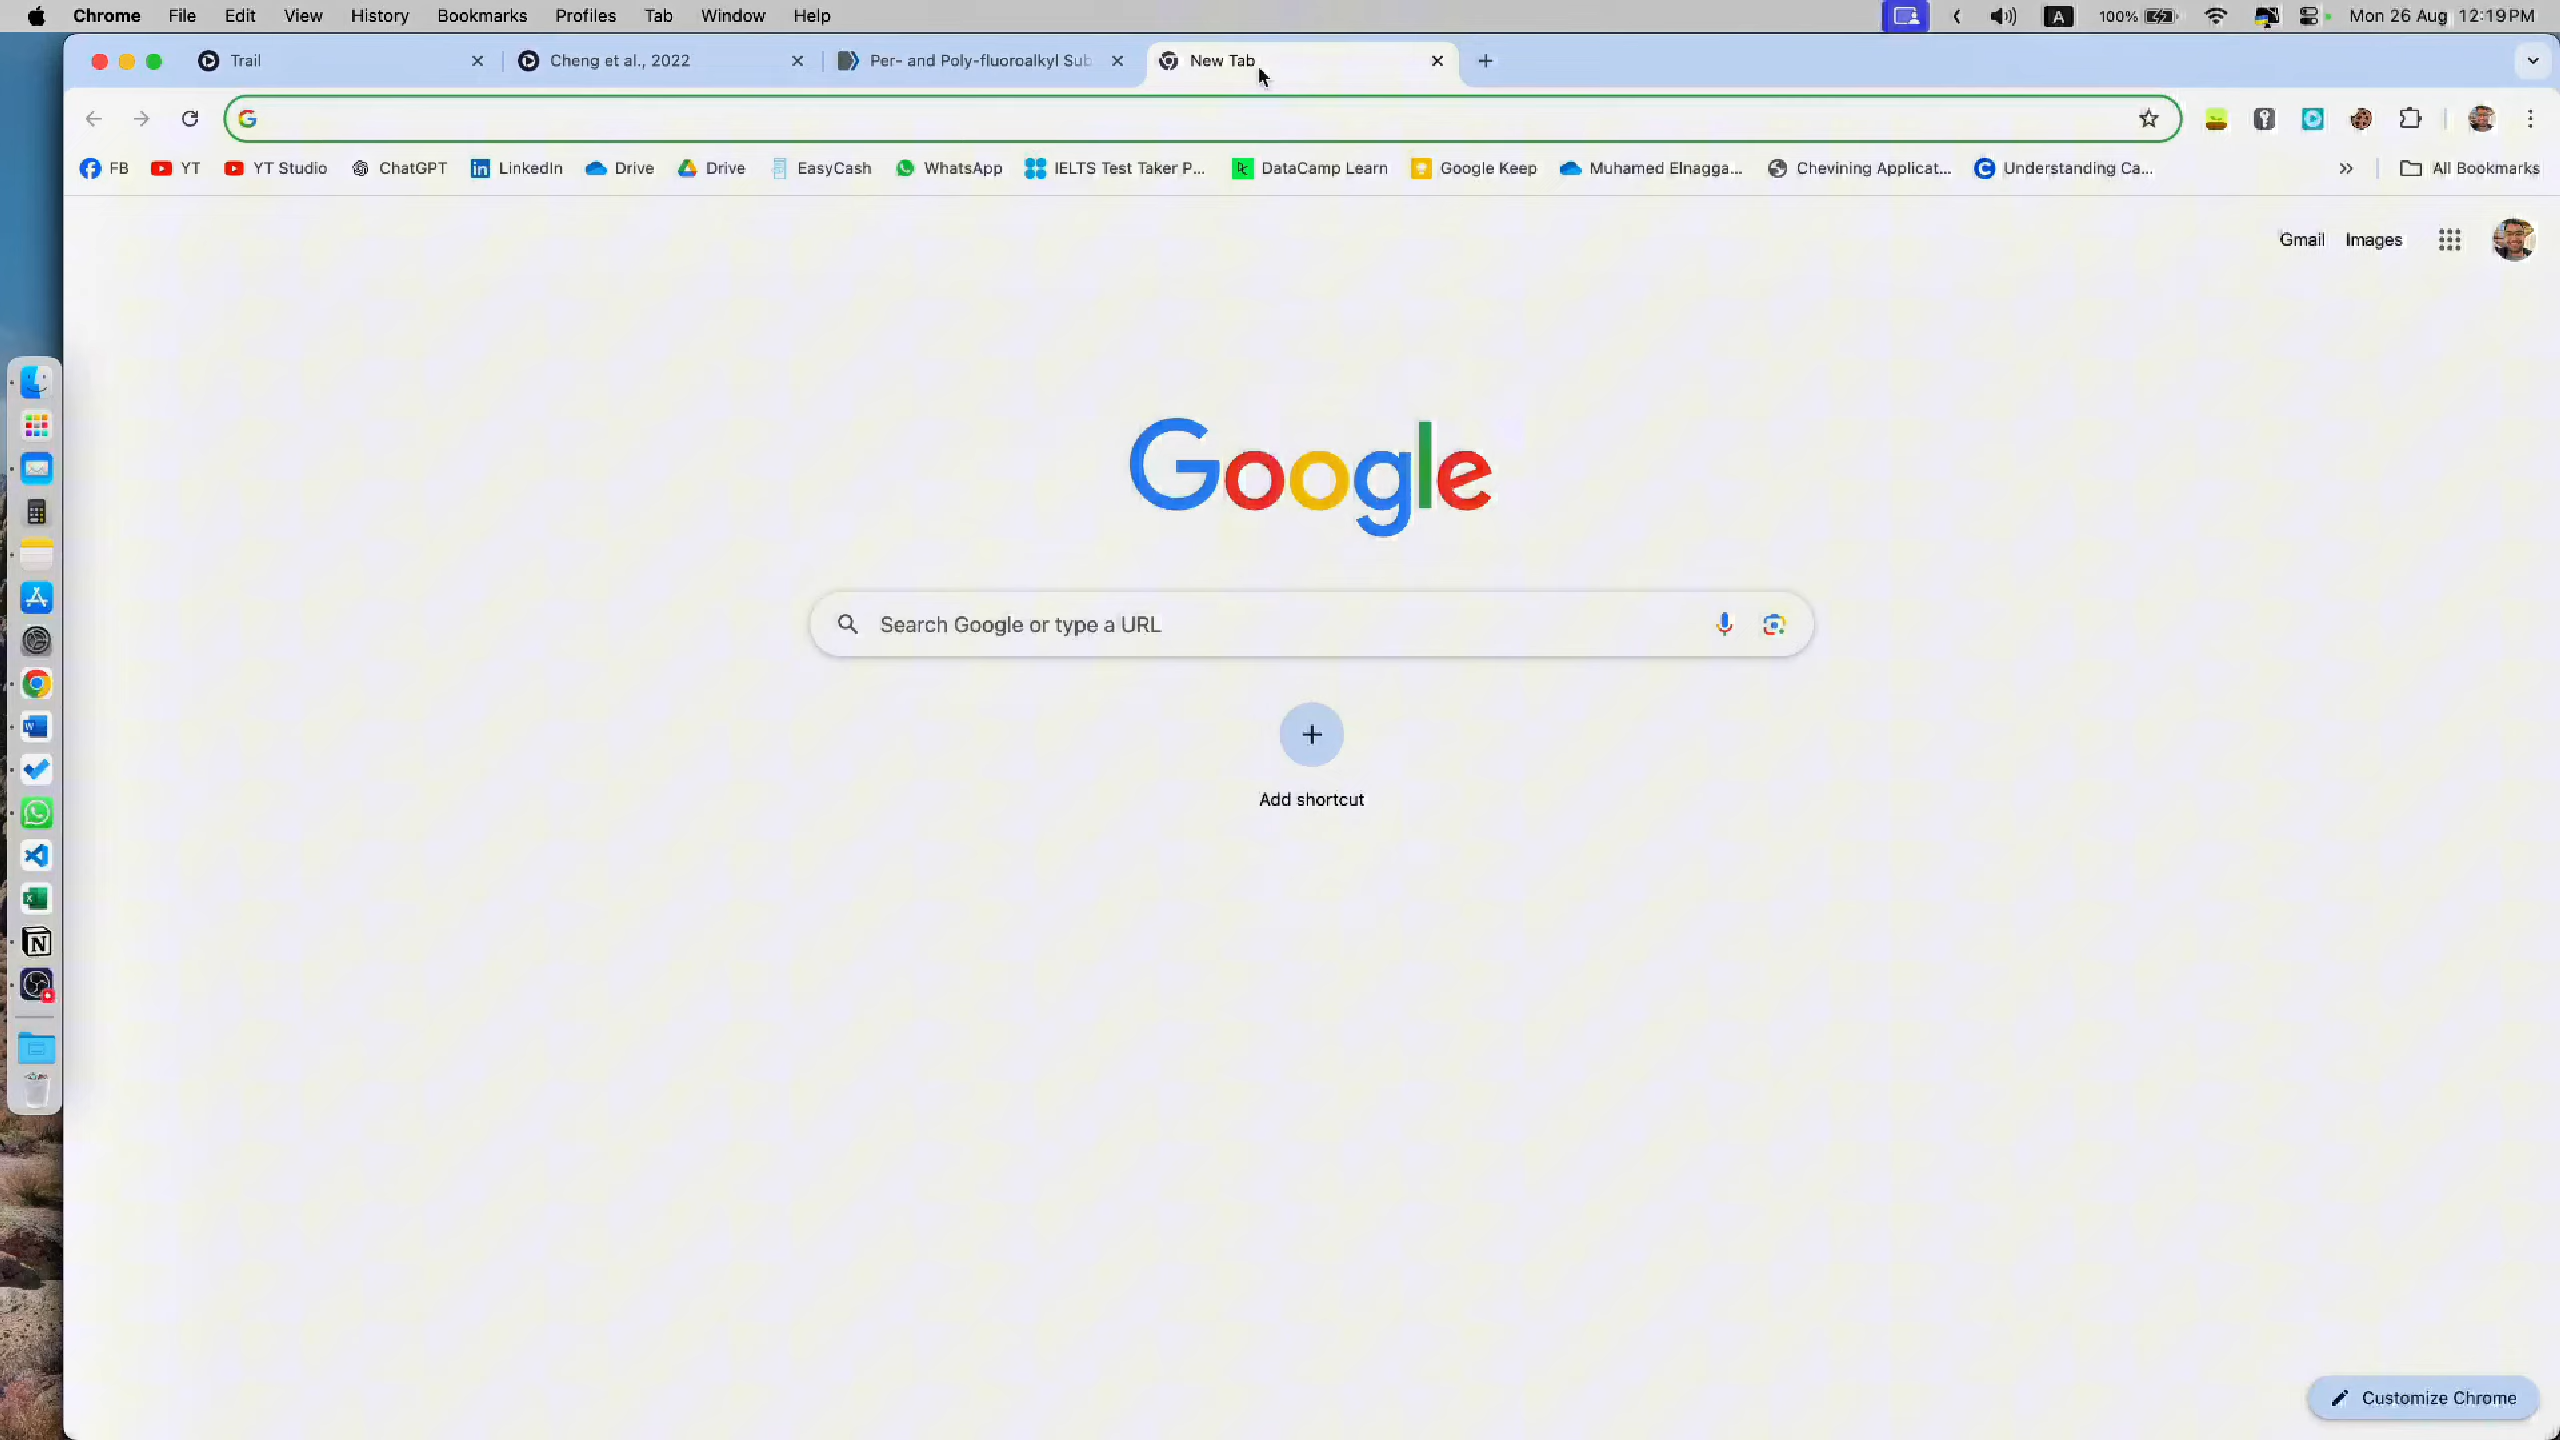 Chrome File Edit View History Bookmarks Profiles Tab Window Help A 100% Mon 26 Aug 12:19 PM
Trail Cheng et al., 2022 Per- and Poly-fluoroalkyl Sub New Tab
FB YT YT Studio ChatGPT LinkedIn Drive Drive EasyCash WhatsApp IELTS Test Taker P... DataCamp Learn Google Keep Muhamed Elnagga... Chevining Applicat... Understanding Ca... All Bookmarks
Gmail Images
Google
Search Google or type a URL
Add shortcut
Customize Chrome